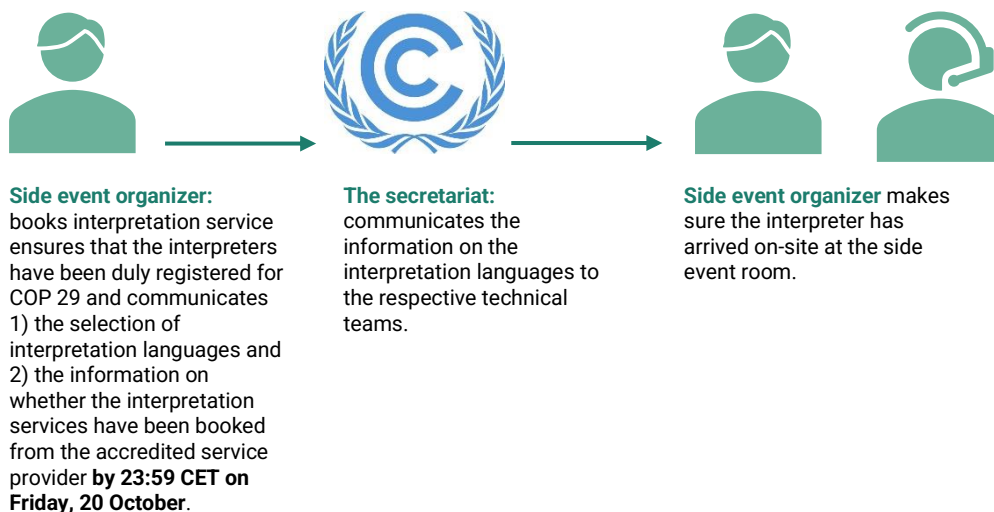 Side event organizer:
books interpretation service
ensures that the interpreters
have been duly registered for
COP 29 and communicates
1) the selection of
interpretation languages and
2) the information on
whether the interpretation
services have been booked
from the accredited service
provider by 23:59 CET on
Friday, 20 October.
The secretariat:
communicates the
information on the
interpretation languages to
the respective technical
teams.
Side event organizer makes
sure the interpreter has
arrived on-site at the side
event room.